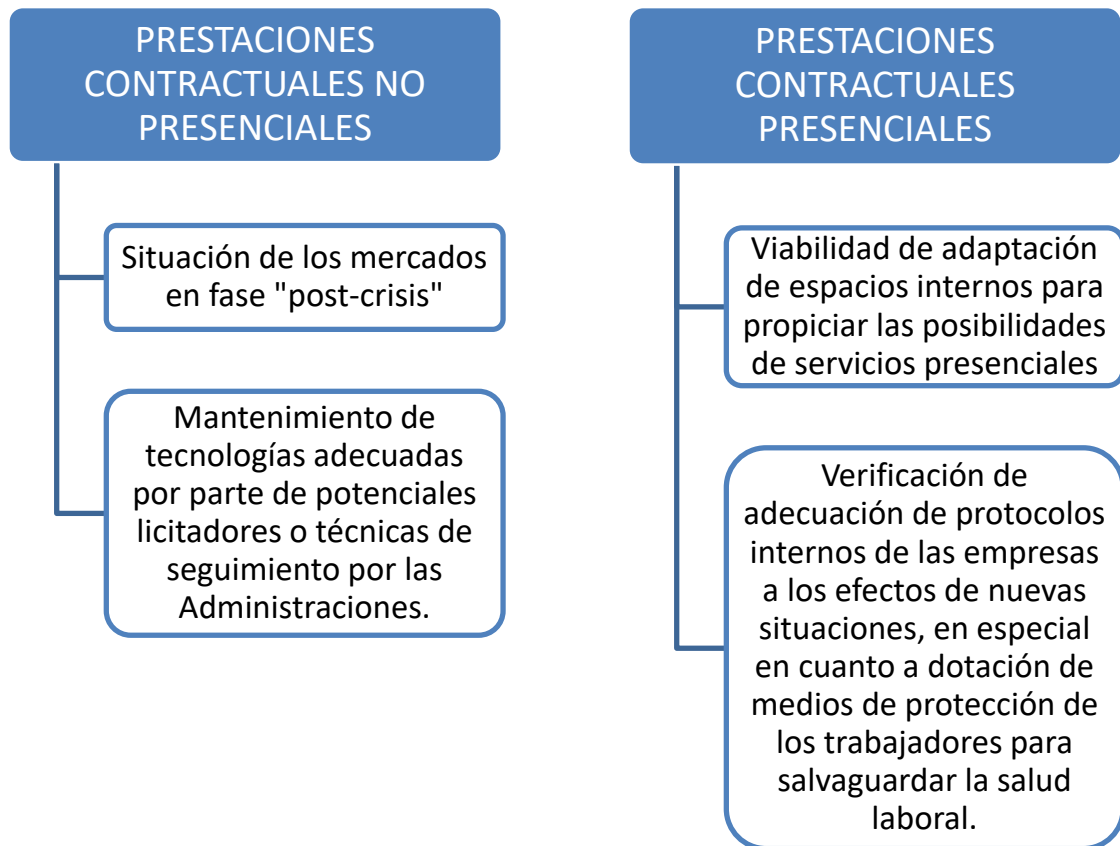 PRESTACIONES
CONTRACTUALES NO
PRESENCIALES
Situación de los mercados
en fase "post-crisis"
Mantenimiento de
tecnologías adecuadas
por parte de potenciales
licitadores o técnicas de
seguimiento por las
Administraciones.
PRESTACIONES
CONTRACTUALES
PRESENCIALES
Viabilidad de adaptación
de espacios internos para
propiciar las posibilidades
de servicios presenciales
Verificación de
adecuación de protocolos
internos de las empresas
a los efectos de nuevas
situaciones, en especial
en cuanto a dotación de
medios de protección de
los trabajadores para
salvaguardar la salud
laboral.